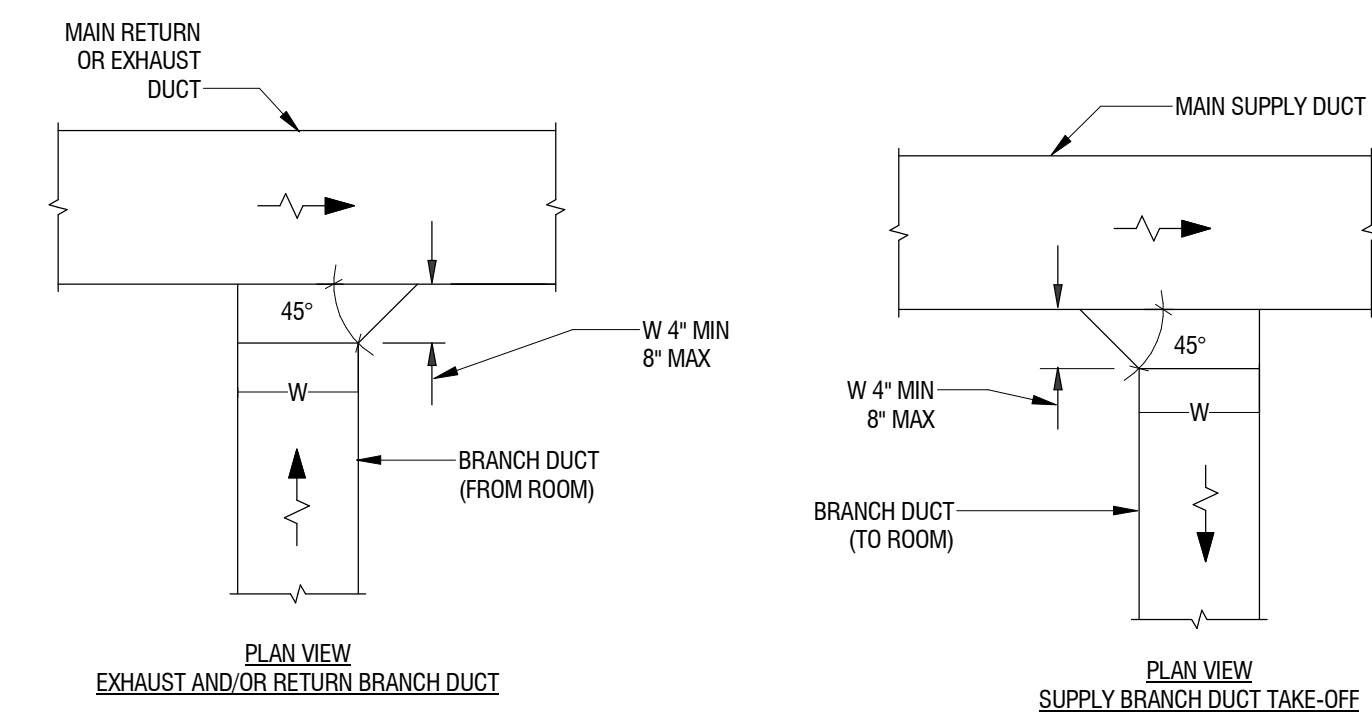 MAIN RETURN
OR EXHAUST
DUCT
45°
W 4" MIN
8" MAX
W
BRANCH DUCT
(FROM ROOM)
PLAN VIEW
EXHAUST AND/OR RETURN BRANCH DUCT
MAIN SUPPLY DUCT
45°
W 4" MIN
8" MAX
W
BRANCH DUCT
(TO ROOM)
PLAN VIEW
SUPPLY BRANCH DUCT TAKE-OFF